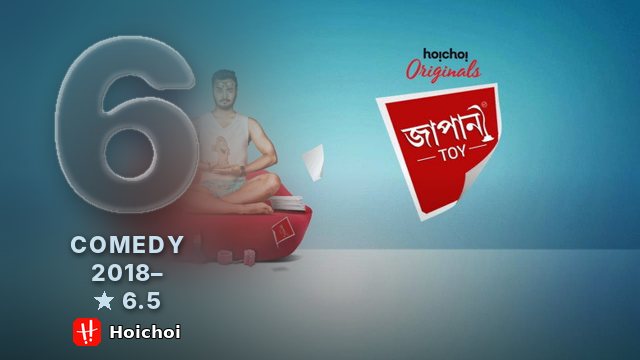 6
COMEDY
2018–
★ 6.5
Hoichoi
hoichoi
Originals
জাপানী
— TOY —